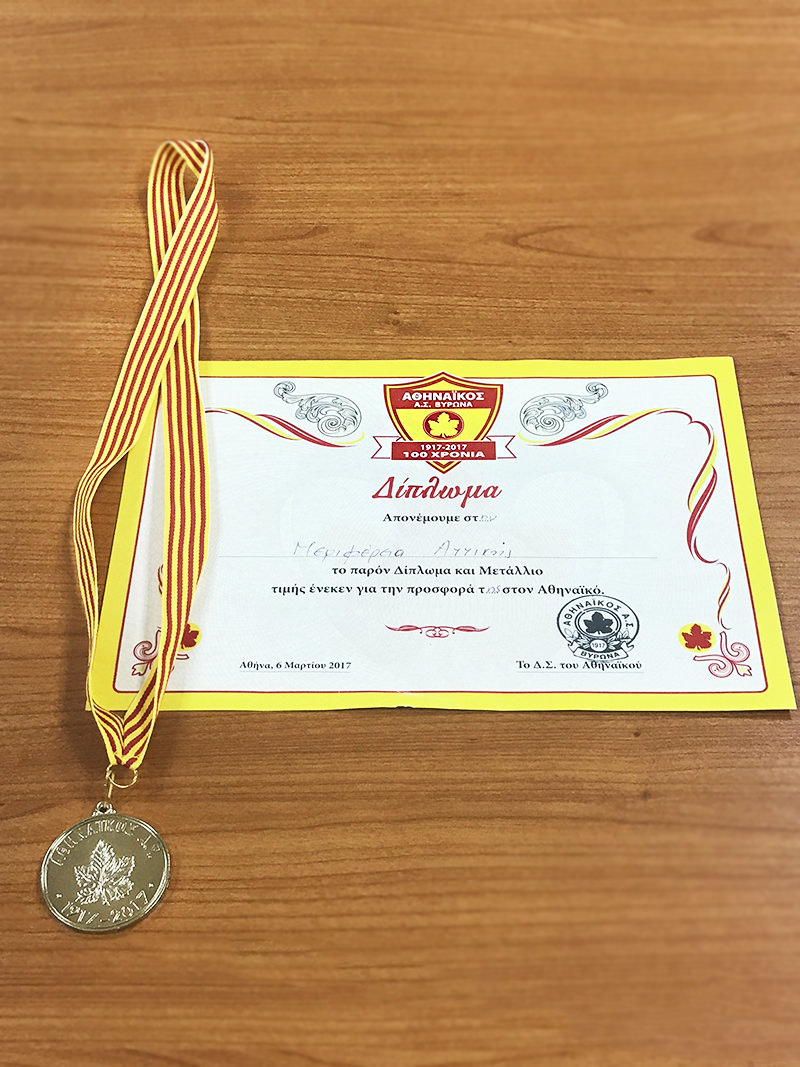 ΑΘΗΝΑΪΚΟΣ
Α.Σ. ΒΥΡΩΝΑ
1917-2017
100 ΧΡΟΝΙΑ
Δίπλωμα
Απονέμουμε στην
Περιφέρεια Αττικής
το παρόν Δίπλωμα και Μετάλλιο
τιμής ένεκεν για την προσφορά της στον Αθηναϊκό.
ΑΘΗΝΑΪΚΟΣ Α.Σ.
1917
ΒΥΡΩΝΑ
Αθήνα, 6 Μαρτίου 2017
Το Δ.Σ. του Αθηναϊκού
ΑΘΗΝΑΪΚΟΣ Α.Σ.
1917-2017